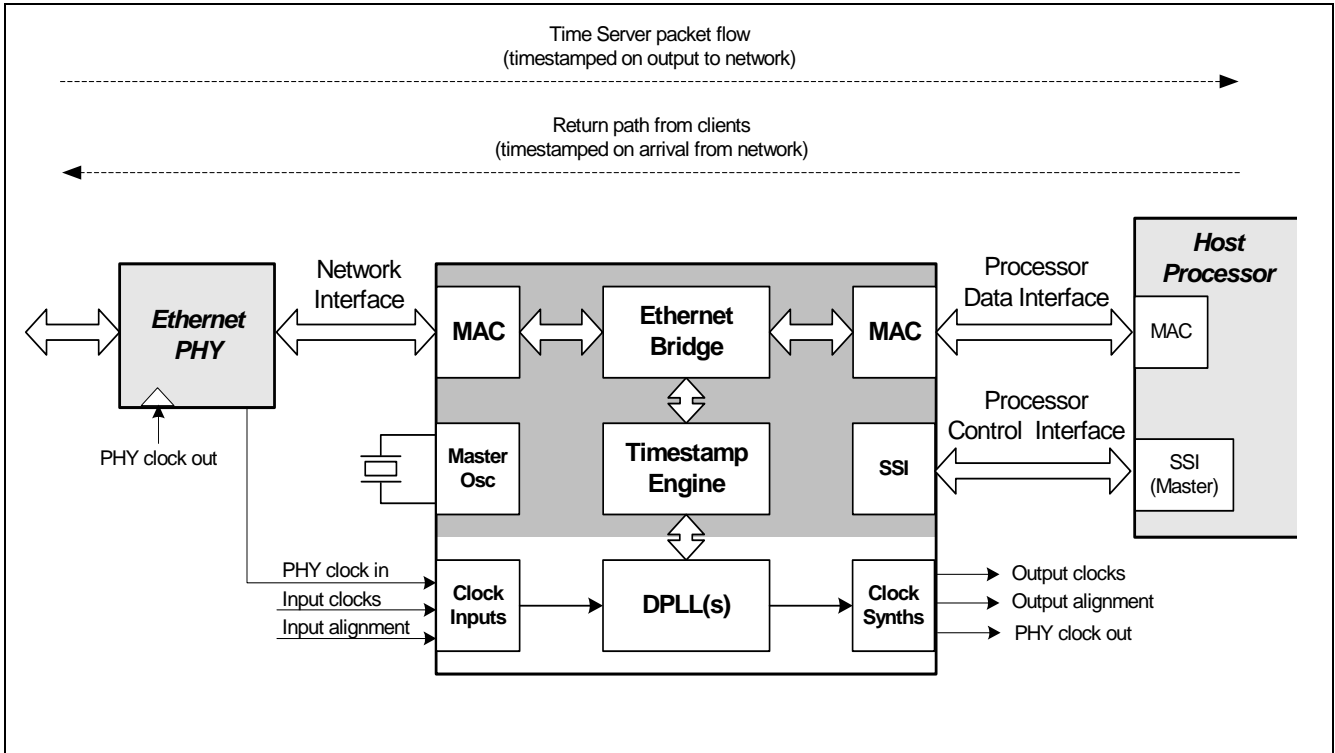 Time Server packet flow
(timestamped on output to network)
Return path from clients
(timestamped on arrival from network)
Host
Processor
Network
Interface
Processor
Data Interface
Ethernet
PHY
MAC
Ethernet
Bridge
MAC
MAC
Processor
Control Interface
PHY clock out
Master
Osc
Timestamp
Engine
SSI
SSI
(Master)
PHY clock in
Input clocks
Input alignment
Clock
Inputs
DPLL(s)
Clock
Synths
Output clocks
Output alignment
PHY clock out